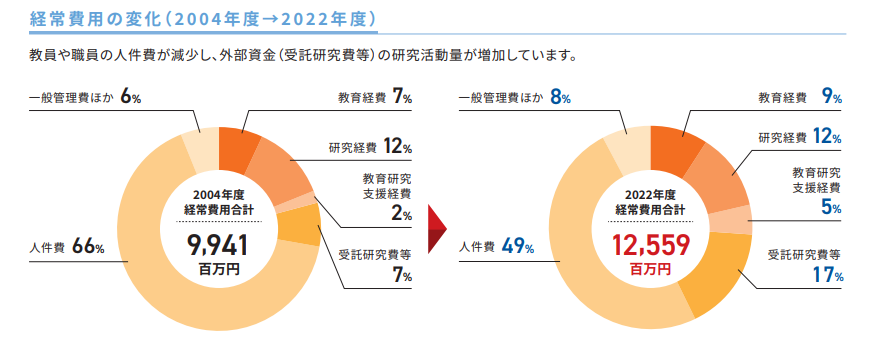 経常費用の変化（2004年度→2022年度）
教員や職員の人件費が減少し、外部資金（受託研究費等）の研究活動量が増加しています。
一般管理費ほか 6%
教育経費 7%
研究経費 12%
教育研究
支援経費
2%
受託研究費等
7%
人件費 66%
2004年度
経常費用合計
9,941
百万円
一般管理費ほか 8%
教育経費 9%
研究経費 12%
教育研究
支援経費
5%
受託研究費等
17%
人件費 49%
2022年度
経常費用合計
12,559
百万円